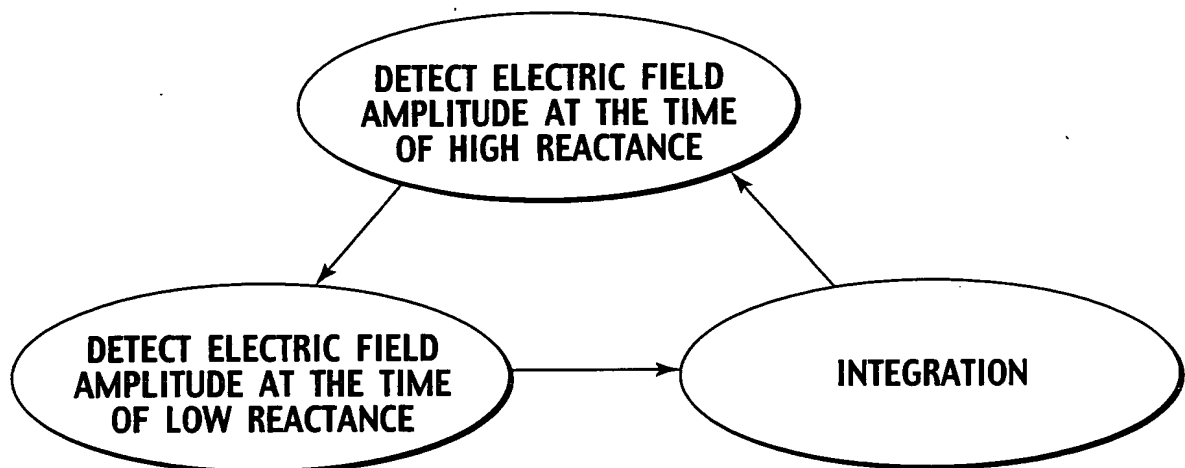 DETECT ELECTRIC FIELD
AMPLITUDE AT THE TIME
OF HIGH REACTANCE
DETECT ELECTRIC FIELD
AMPLITUDE AT THE TIME
OF LOW REACTANCE
INTEGRATION